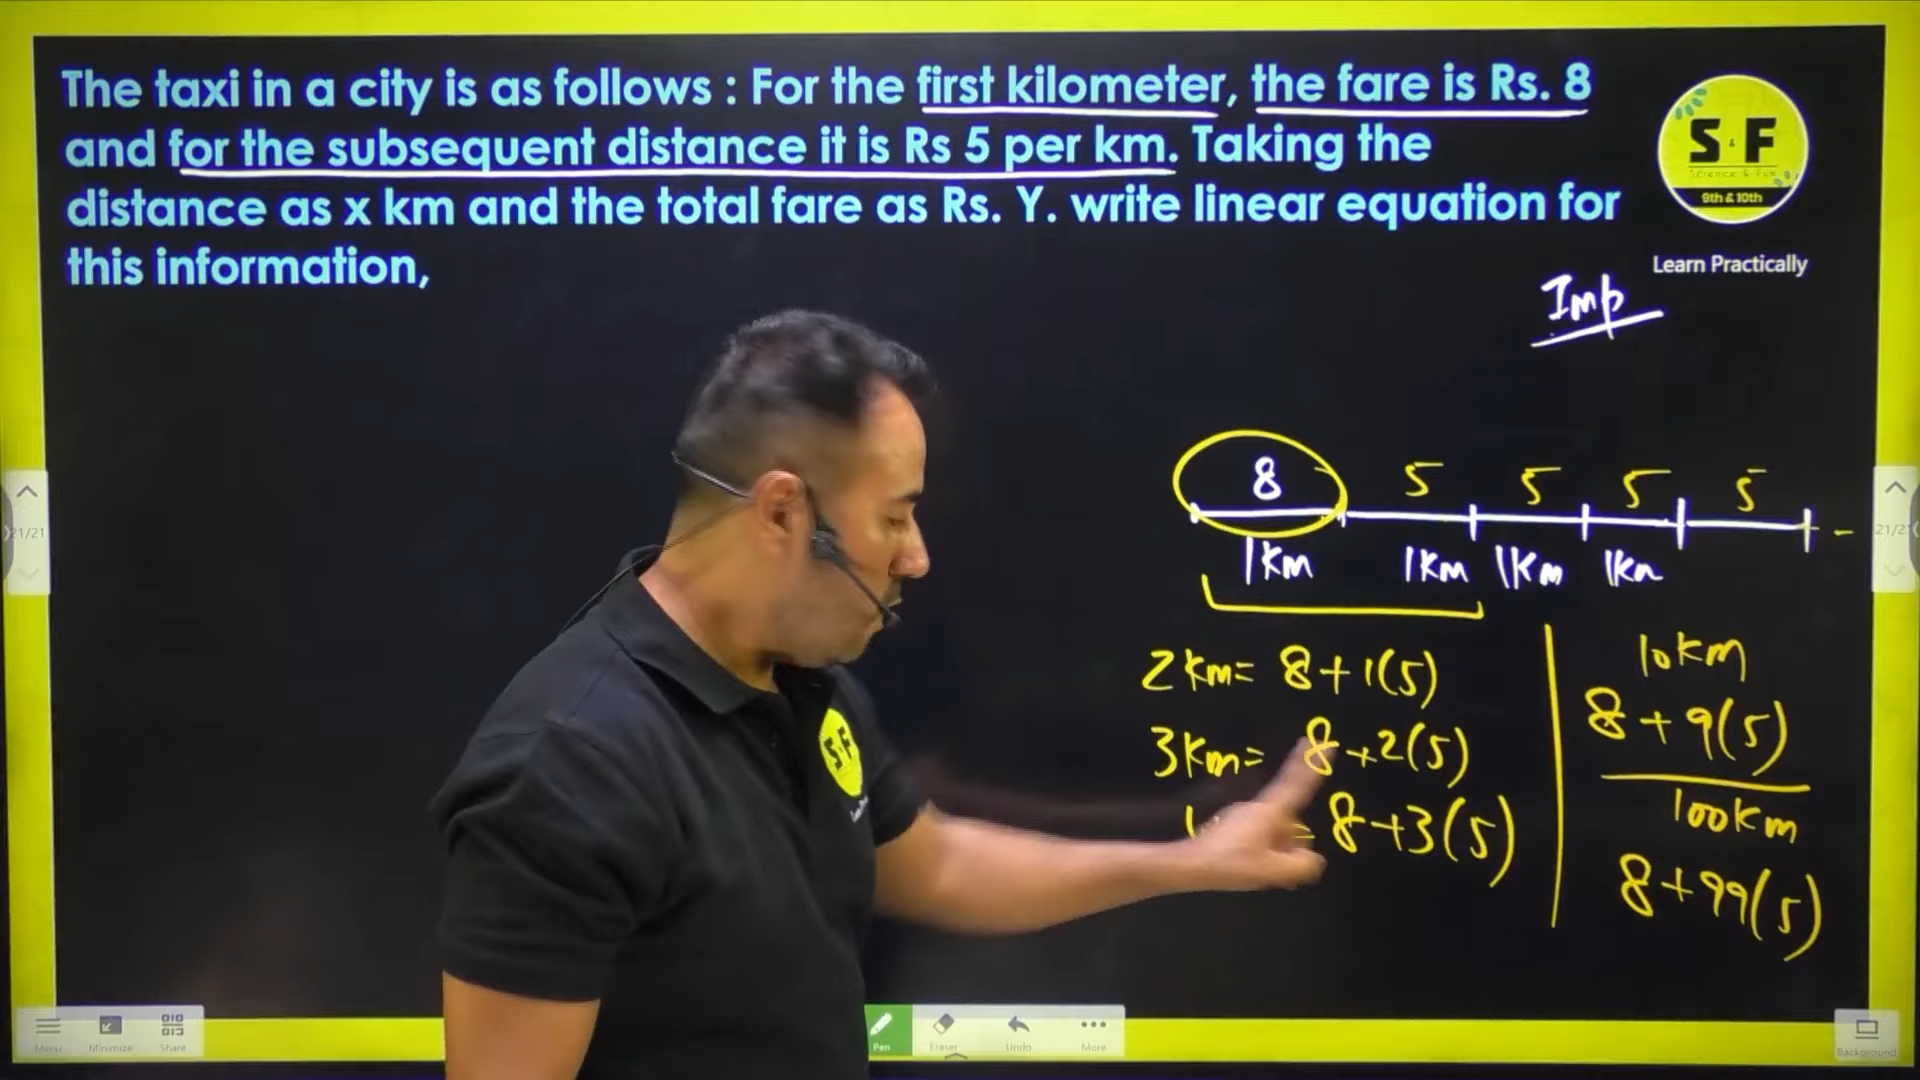 The taxi in a city is as follows : For the first kilometer, the fare is Rs. 8
and for the subsequent distance it is Rs 5 per km. Taking the
distance as x km and the total fare as Rs. Y. write linear equation for
this information,
S & F
Science & Fun
9th & 10th
Learn Practically
Imp
8 5 5 5 5
1km 1km 1km 1km
2km= 8+1(5)
3km= 8+2(5)
= 8+3(5)
10km
8+9(5)
100km
8+99(5)
21/21
21/2
S&F
Menu Minimize Share
Pen Eraser Undo More
Background